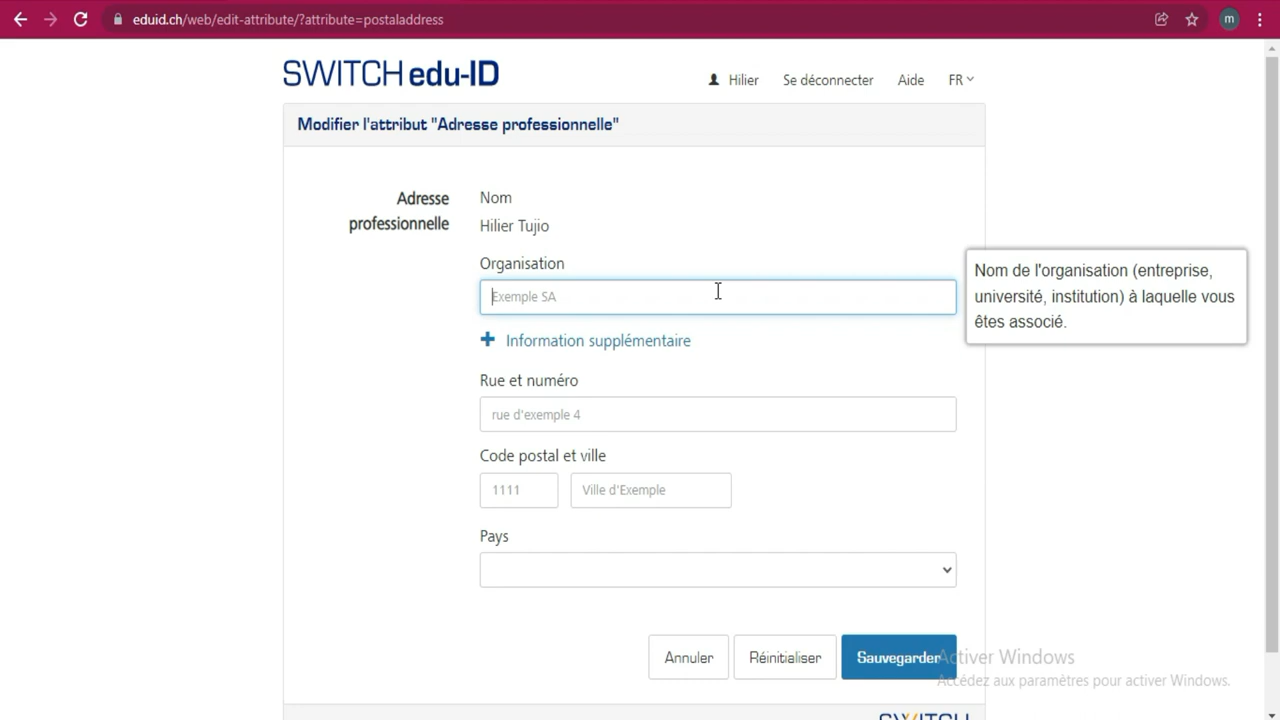 eduid.ch/web/edit-attribute/?attribute=postaladdress
m
SWITCH edu-ID
Hilier
Se déconnecter
Aide
FR
Modifier l'attribut "Adresse professionnelle"
Adresse
professionnelle
Nom
Hilier Tujio
Organisation
Exemple SA
Nom de l'organisation (entreprise,
université, institution) à laquelle vous
êtes associé.
Information supplémentaire
Rue et numéro
rue d'exemple 4
Code postal et ville
1111
Ville d'Exemple
Pays
Annuler
Réinitialiser
Sauvegarder
Activer Windows
Accédez aux paramètres pour activer Windows.
SWITCH